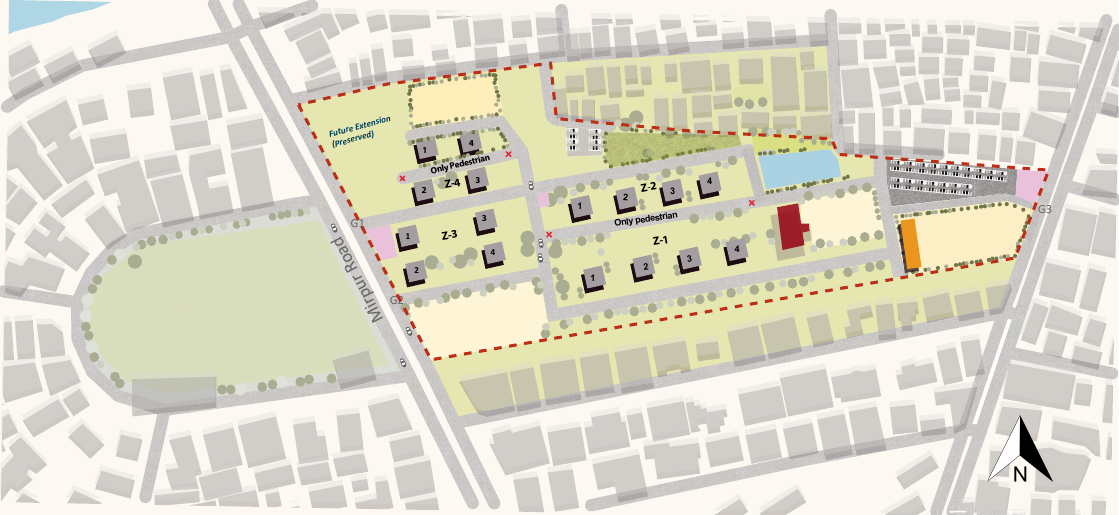 Future Extension
(Preserved)
1
4
Only Pedestrian
2
Z-4
3
G1
1
Z-3
3
2
4
G2
Mirpur Road
Z-2
1
2
3
4
Only pedestrian
Z-1
1
2
3
4
G3
N